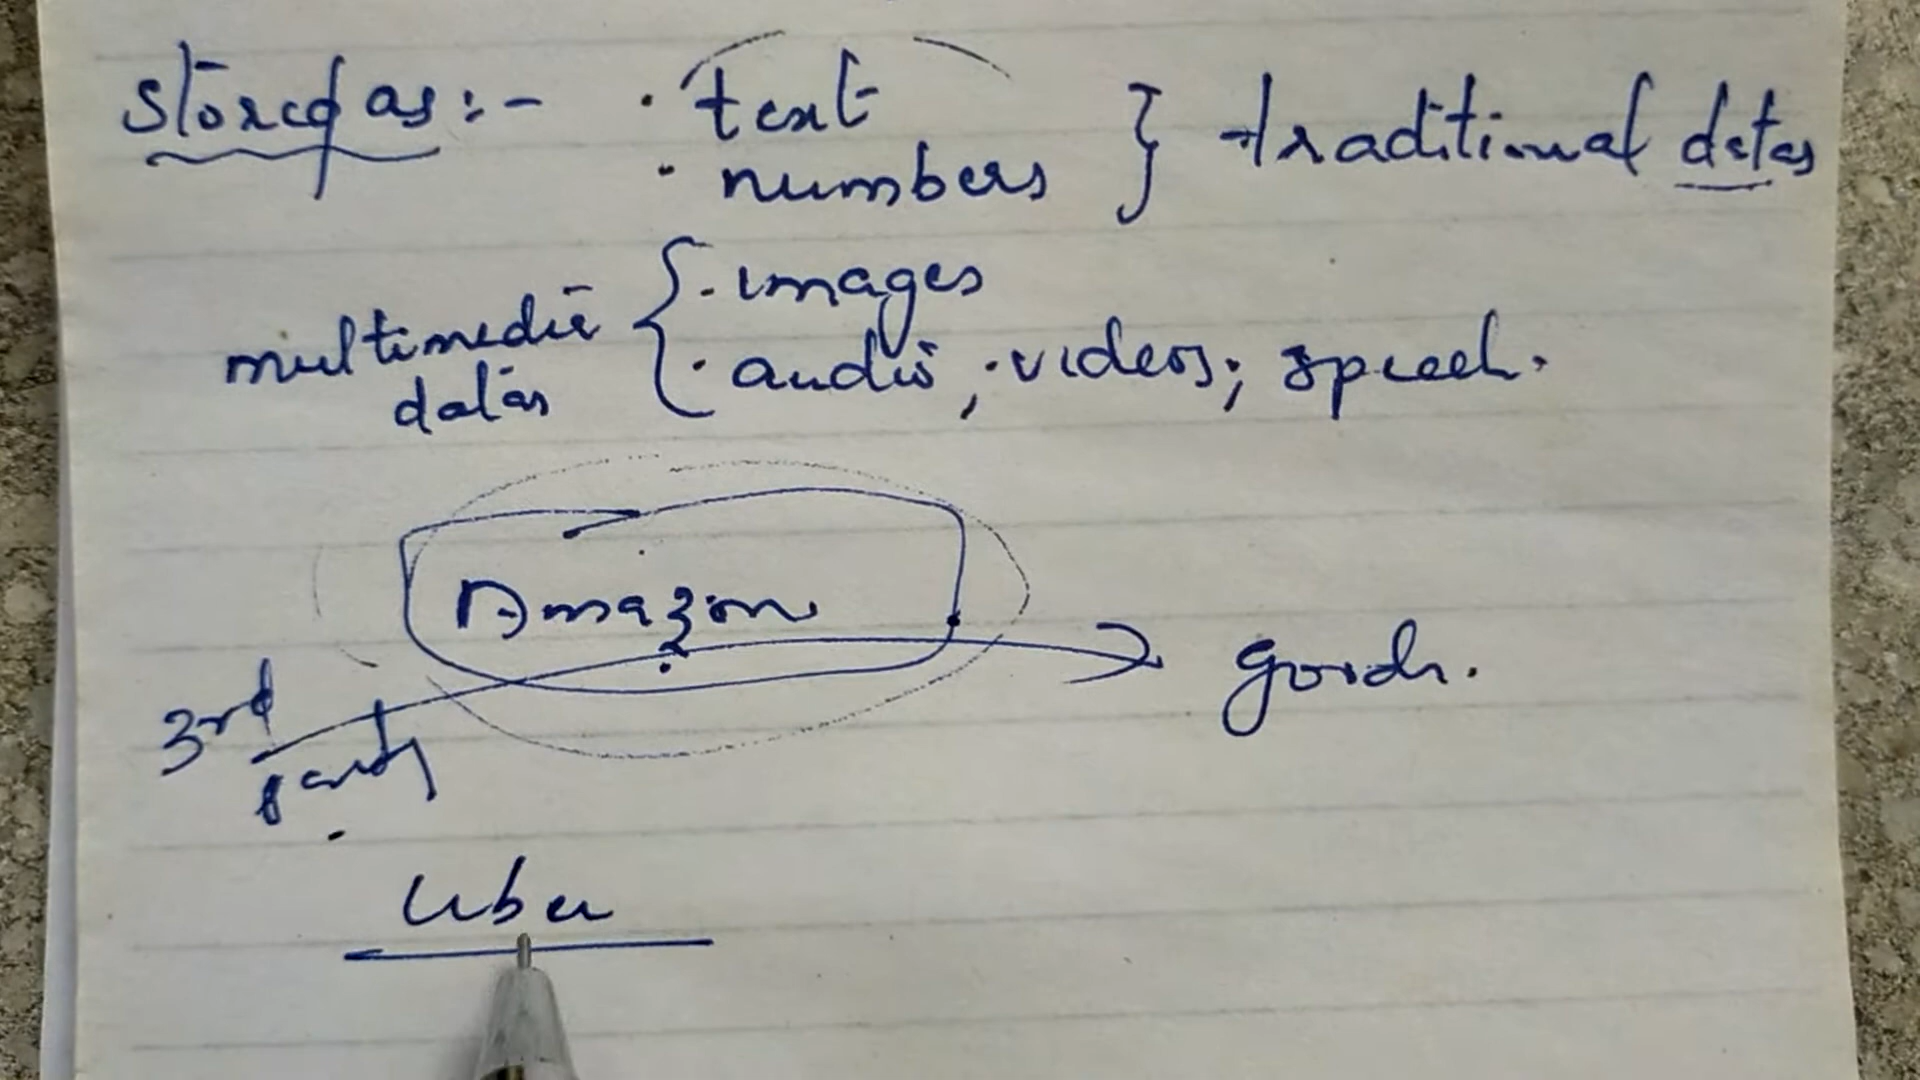 stored as :- · text } traditional datas
· numbers
multimedia datas { · images
· audio, · videos; speech.
Amazon
3rd party → goods.
Uber